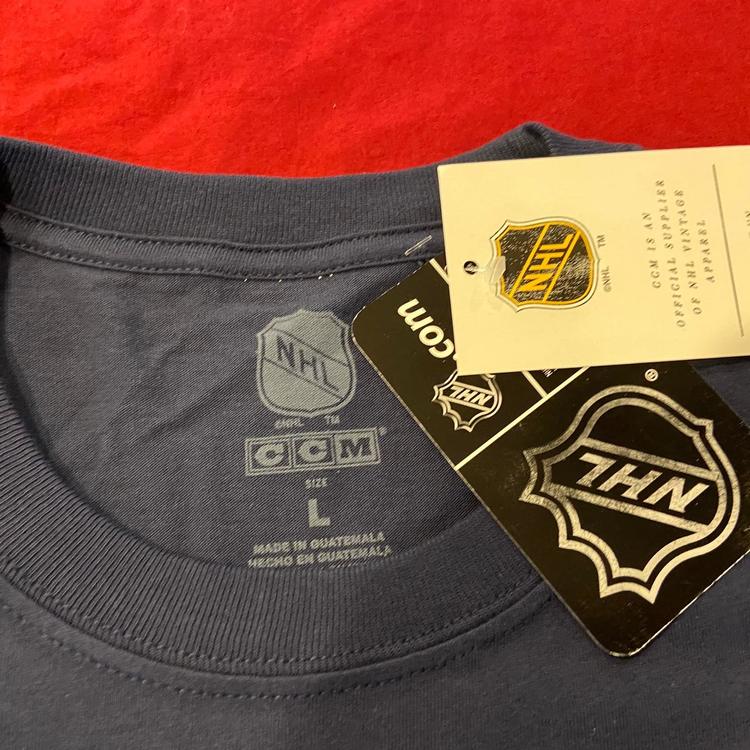 NHL
©NHL ™
CCM®
SIZE
L
MADE IN GUATEMALA
HECHO EN GUATEMALA
NHL
™
©NHL
CCM IS AN
OFFICIAL SUPPLIER
OF NHL VINTAGE
APPAREL
.com
NHL
NHL
®